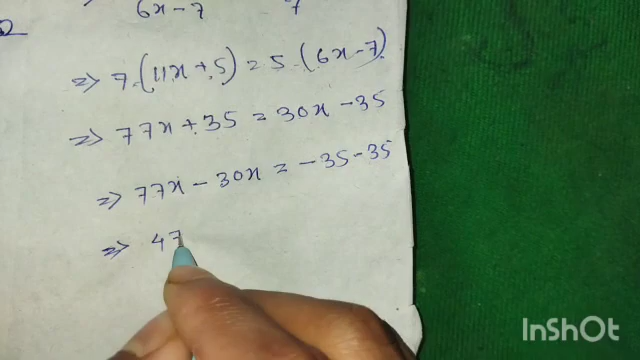 6x-7 7
⇒ 7.(11x+5) = 5.(6x-7)
⇒ 77x+35 = 30x-35
⇒ 77x-30x = -35-35
⇒ 47
InShOt